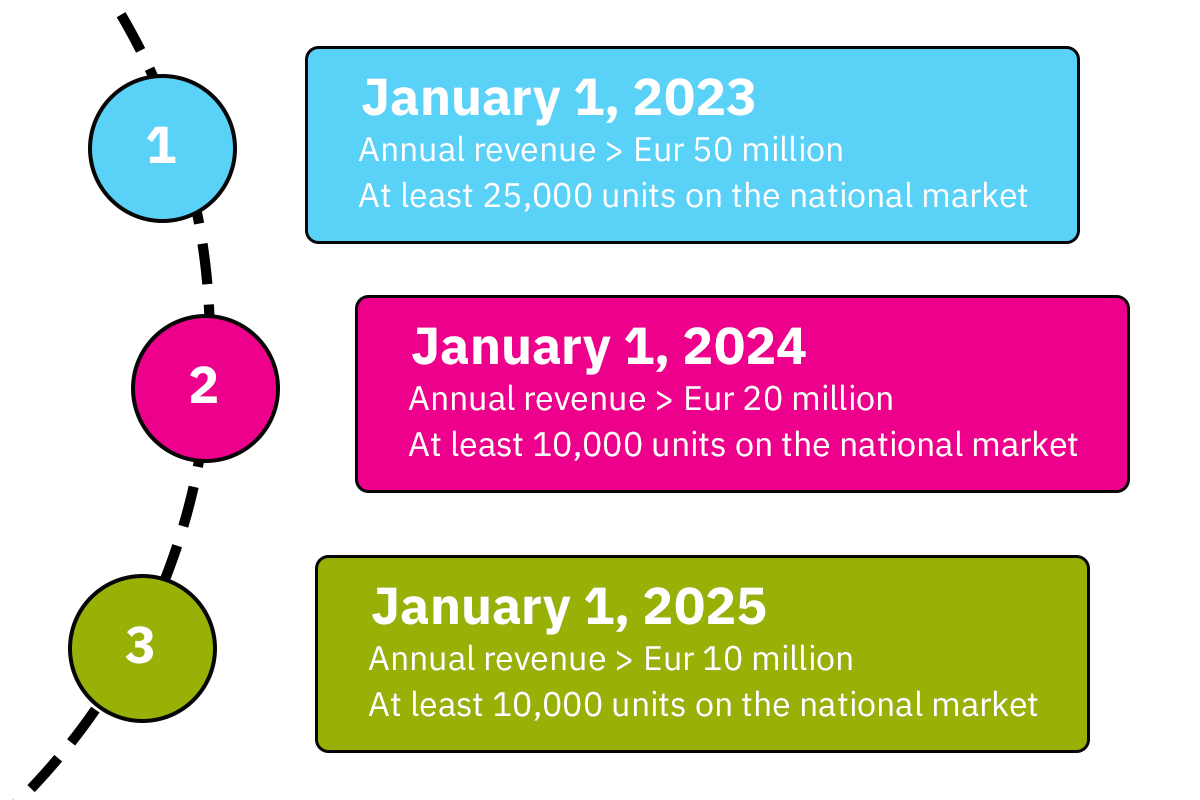 1
January 1, 2023
Annual revenue > Eur 50 million
At least 25,000 units on the national market
2
January 1, 2024
Annual revenue > Eur 20 million
At least 10,000 units on the national market
3
January 1, 2025
Annual revenue > Eur 10 million
At least 10,000 units on the national market